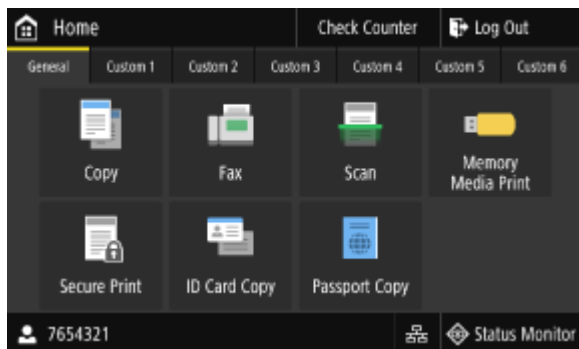 Home
Check Counter
Log Out
General
Custom 1
Custom 2
Custom 3
Custom 4
Custom 5
Custom 6
Copy
Fax
Scan
Memory
Media Print
Secure Print
ID Card Copy
Passport Copy
7654321
Status Monitor